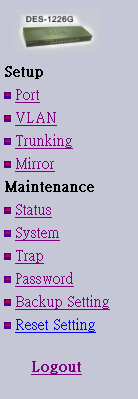 DES-1226G
Setup
Port
VLAN
Trunking
Mirror
Maintenance
Status
System
Trap
Password
Backup Setting
Reset Setting
Logout